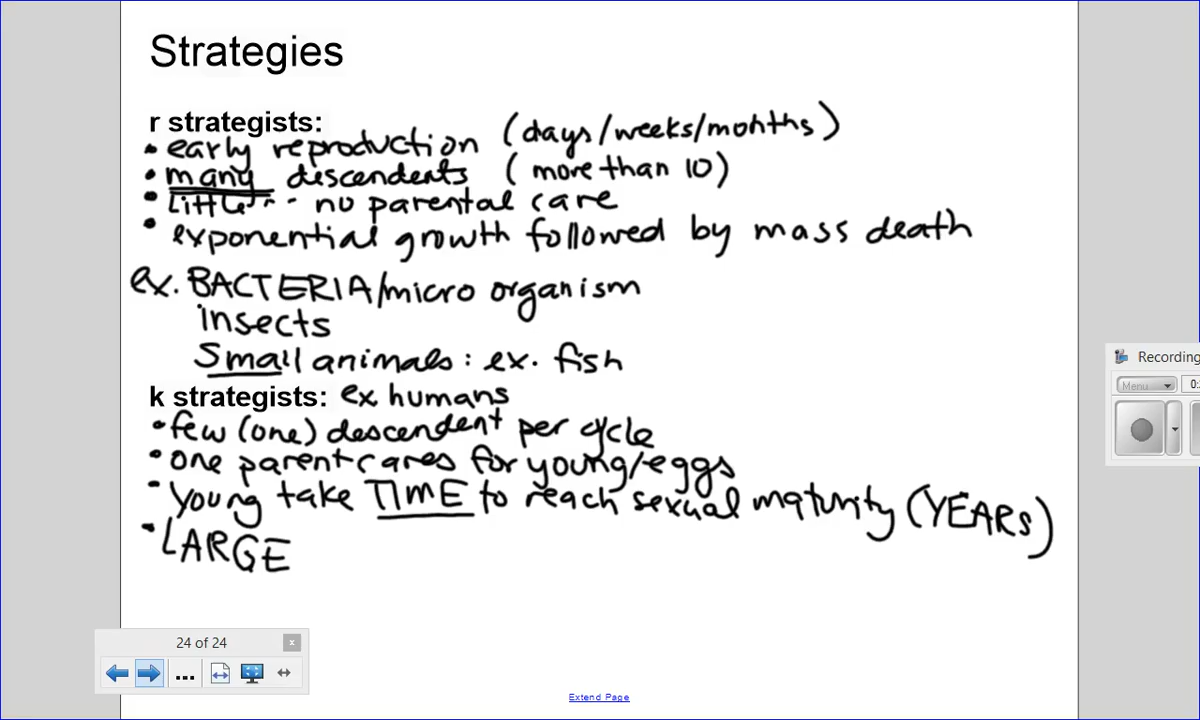 Strategies
r strategists:
• early reproduction (days/weeks/months)
• many descendents (more than 10)
• Little -- no parental care
• exponential growth followed by mass death
ex. BACTERIA/micro organism
insects
Small animals: ex. fish
k strategists: ex humans
• few (one) descendent per cycle
• one parent cares for young/eggs
• young take TIME to reach sexual maturity (YEARS)
• LARGE
Recording
Menu
0:
24 of 24
x
...
Extend Page